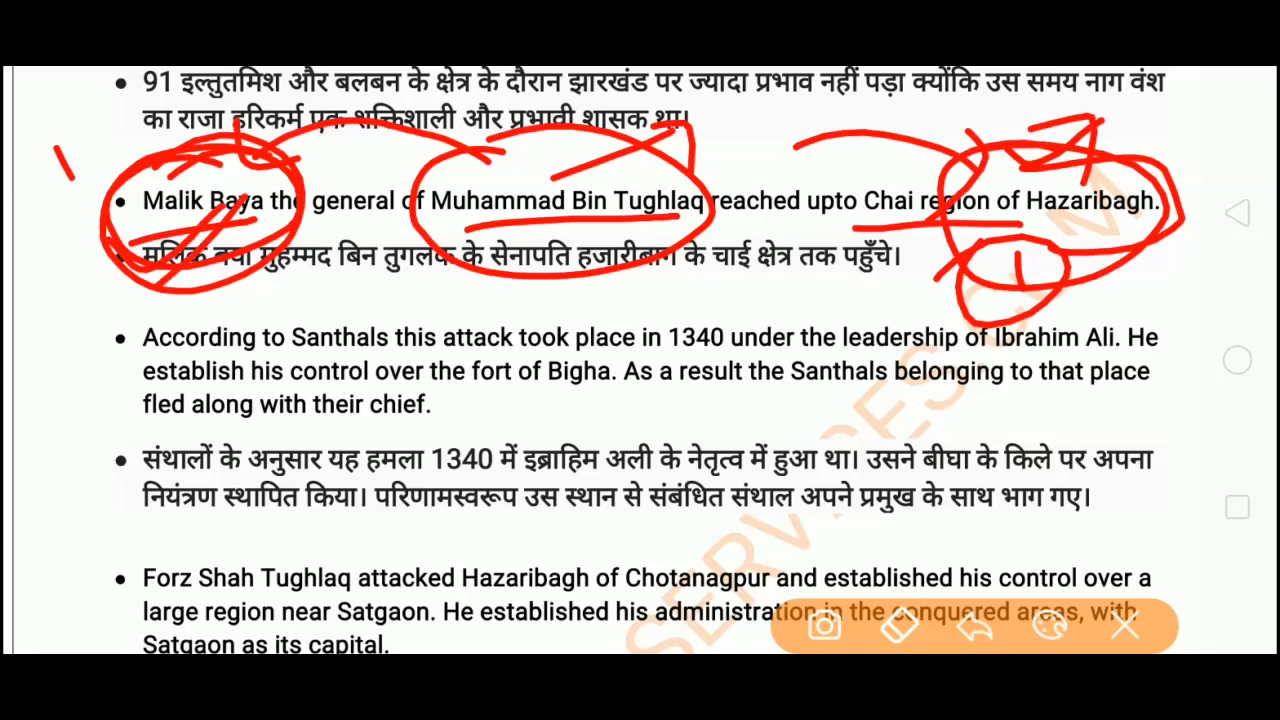 • 91 इल्तुतमिश और बलबन के क्षेत्र के दौरान झारखंड पर ज्यादा प्रभाव नहीं पड़ा क्योंकि उस समय नाग वंश
का राजा हरिकर्म एक शक्तिशाली और प्रभावी शासक था।
• Malik Baya the general of Muhammad Bin Tughlaq reached upto Chai region of Hazaribagh.
• मलिक बया मुहम्मद बिन तुगलक के सेनापति हजारीबाग के चाई क्षेत्र तक पहुँचे।
• According to Santhals this attack took place in 1340 under the leadership of Ibrahim Ali. He
establish his control over the fort of Bigha. As a result the Santhals belonging to that place
fled along with their chief.
• संथालों के अनुसार यह हमला 1340 में इब्राहिम अली के नेतृत्व में हुआ था। उसने बीघा के किले पर अपना
नियंत्रण स्थापित किया। परिणामस्वरूप उस स्थान से संबंधित संथाल अपने प्रमुख के साथ भाग गए।
• Forz Shah Tughlaq attacked Hazaribagh of Chotanagpur and established his control over a
large region near Satgaon. He established his administration in the conquered areas, with
Satgaon as its capital.